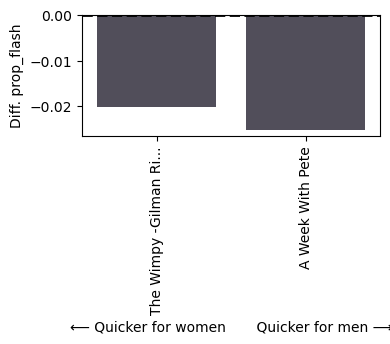 Diff. prop_flash
0.00
−0.01
−0.02
The Wimpy -Gilman Ri...
A Week With Pete
⟵ Quicker for women
Quicker for men ⟶